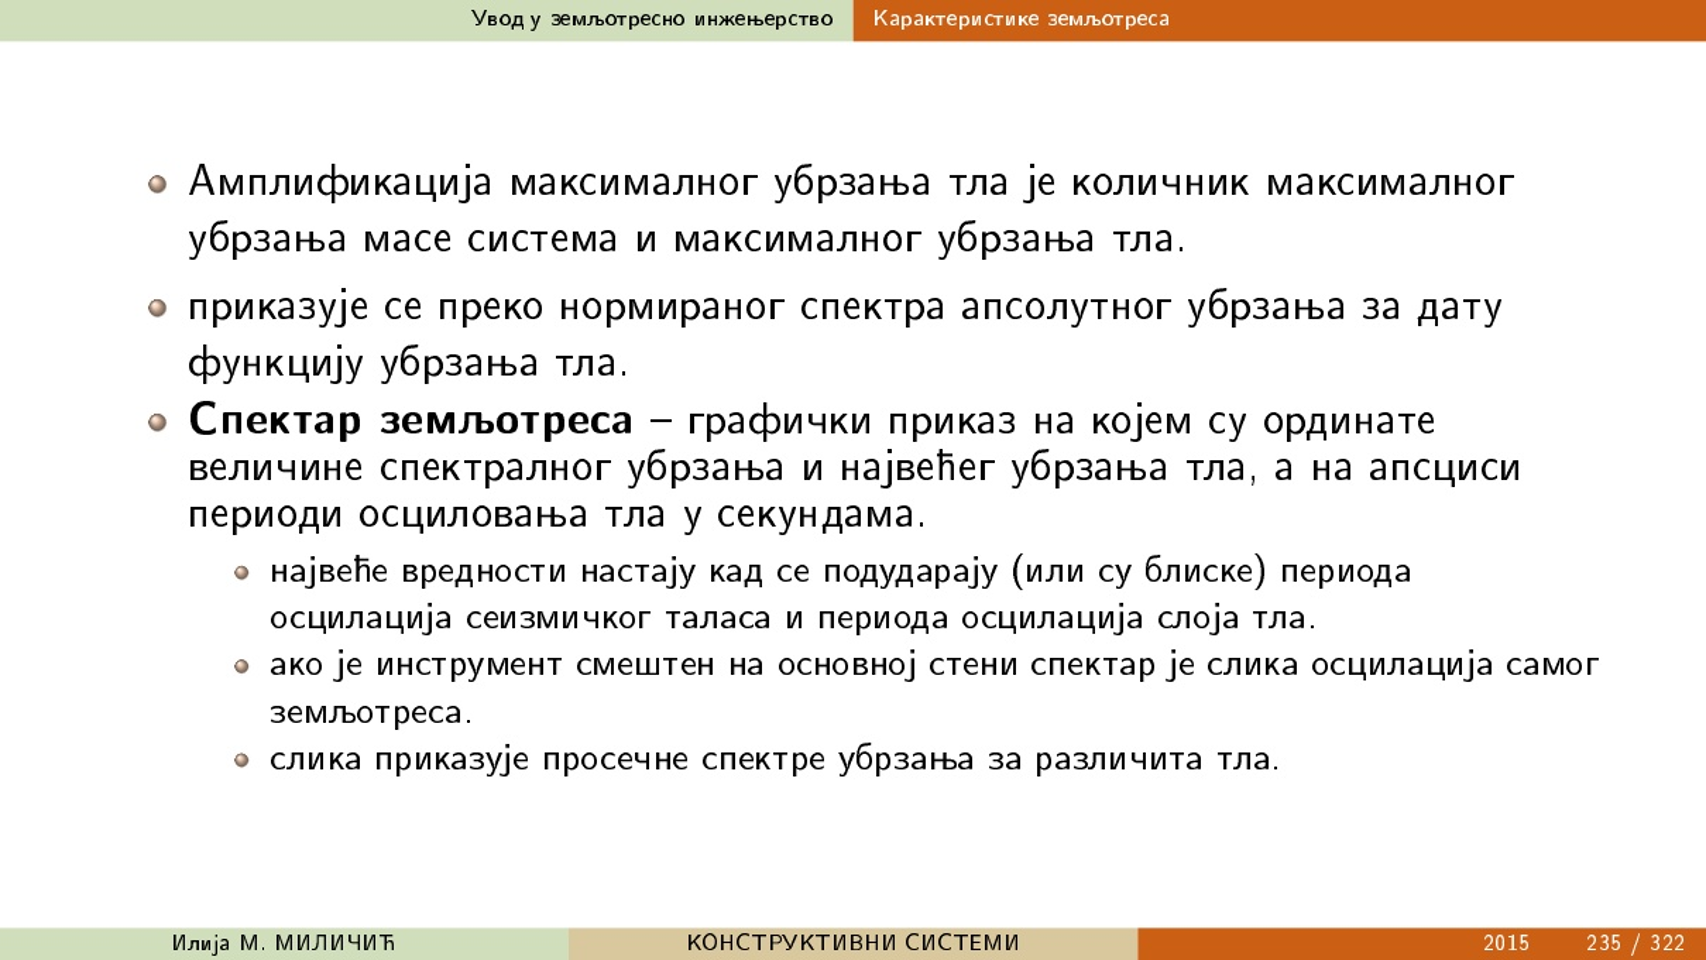 Увод у земљотресно инжењерство Карактеристике земљотреса
Амплификација максималног убрзања тла је количник максималног
убрзања масе система и максималног убрзања тла.
приказује се преко нормираног спектра апсолутног убрзања за дату
функцију убрзања тла.
Спектар земљотреса – графички приказ на којем су ординате
величине спектралног убрзања и највећег убрзања тла, а на апсциси
периоди осциловања тла у секундама.
највеће вредности настају кад се подударају (или су блиске) периода
осцилација сеизмичког таласа и периода осцилација слоја тла.
ако је инструмент смештен на основној стени спектар је слика осцилација самог
земљотреса.
слика приказује просечне спектре убрзања за различита тла.
Илија М. МИЛИЧИЋ КОНСТРУКТИВНИ СИСТЕМИ 2015 235 / 322